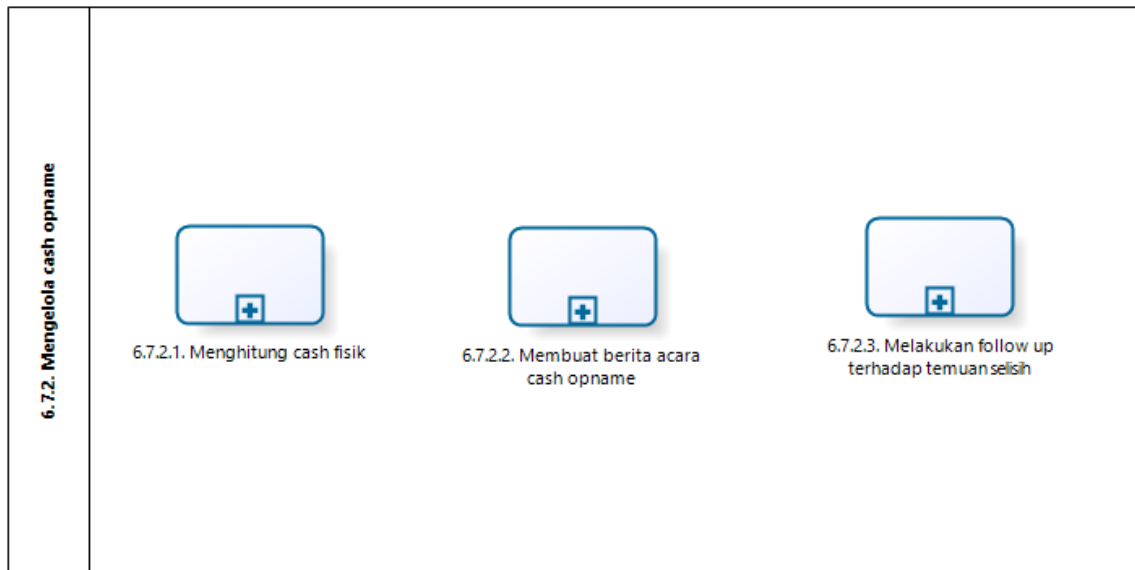 6.7.2. Mengelola cash opname
6.7.2.1. Menghitung cash fisik
6.7.2.2. Membuat berita acara
cash opname
6.7.2.3. Melakukan follow up
terhadap temuan selisih